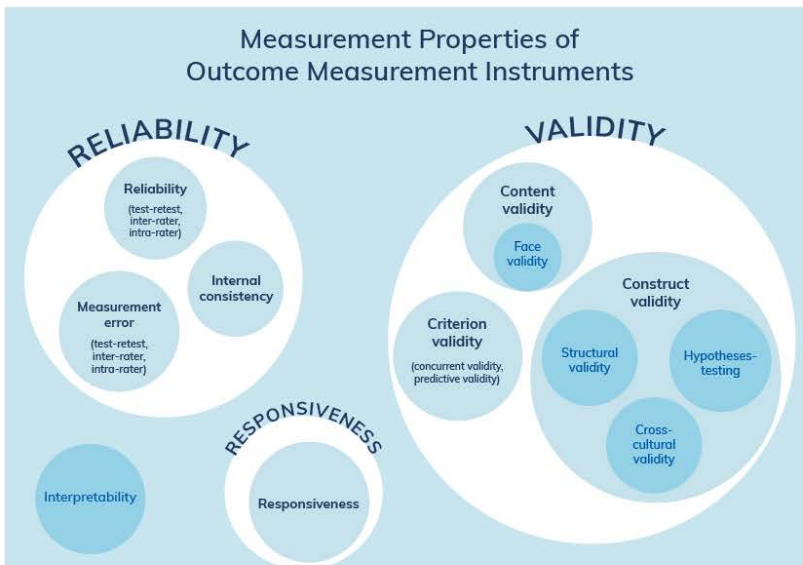 Measurement Properties of
Outcome Measurement Instruments
RELIABILITY
Reliability
(test-retest,
inter-rater,
intra-rater)
Internal
consistency
Measurement
error
(test-retest,
inter-rater,
intra-rater)
VALIDITY
Content
validity
Face
validity
Criterion
validity
(concurrent validity,
predictive validity)
Construct
validity
Structural
validity
Hypotheses-
testing
Cross-
cultural
validity
RESPONSIVENESS
Responsiveness
Interpretability